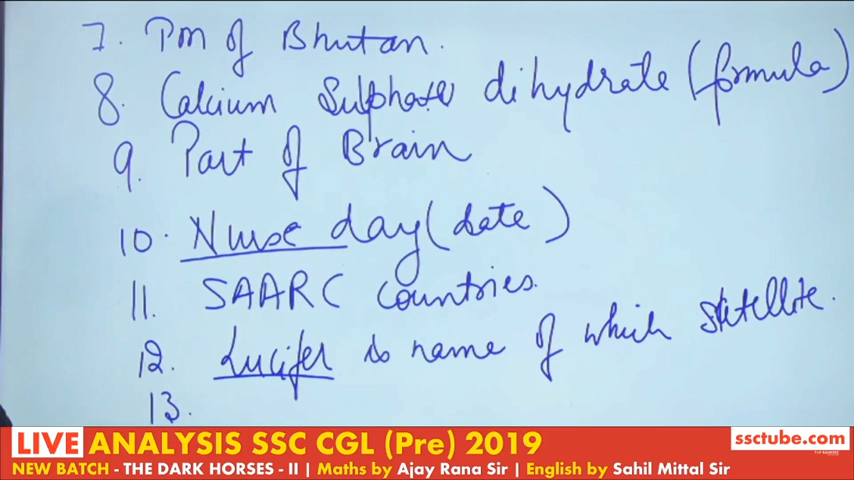 7. Pm of Bhutan.
8. Calcium Sulphate dihydrate (formula)
9. Part of Brain
10. Nurse day (date)
11. SAARC countries.
12. Lucifer is name of which satellite.
13.
LIVE ANALYSIS SSC CGL (Pre) 2019 ssctube.com
NEW BATCH - THE DARK HORSES - II | Maths by Ajay Rana Sir | English by Sahil Mittal Sir